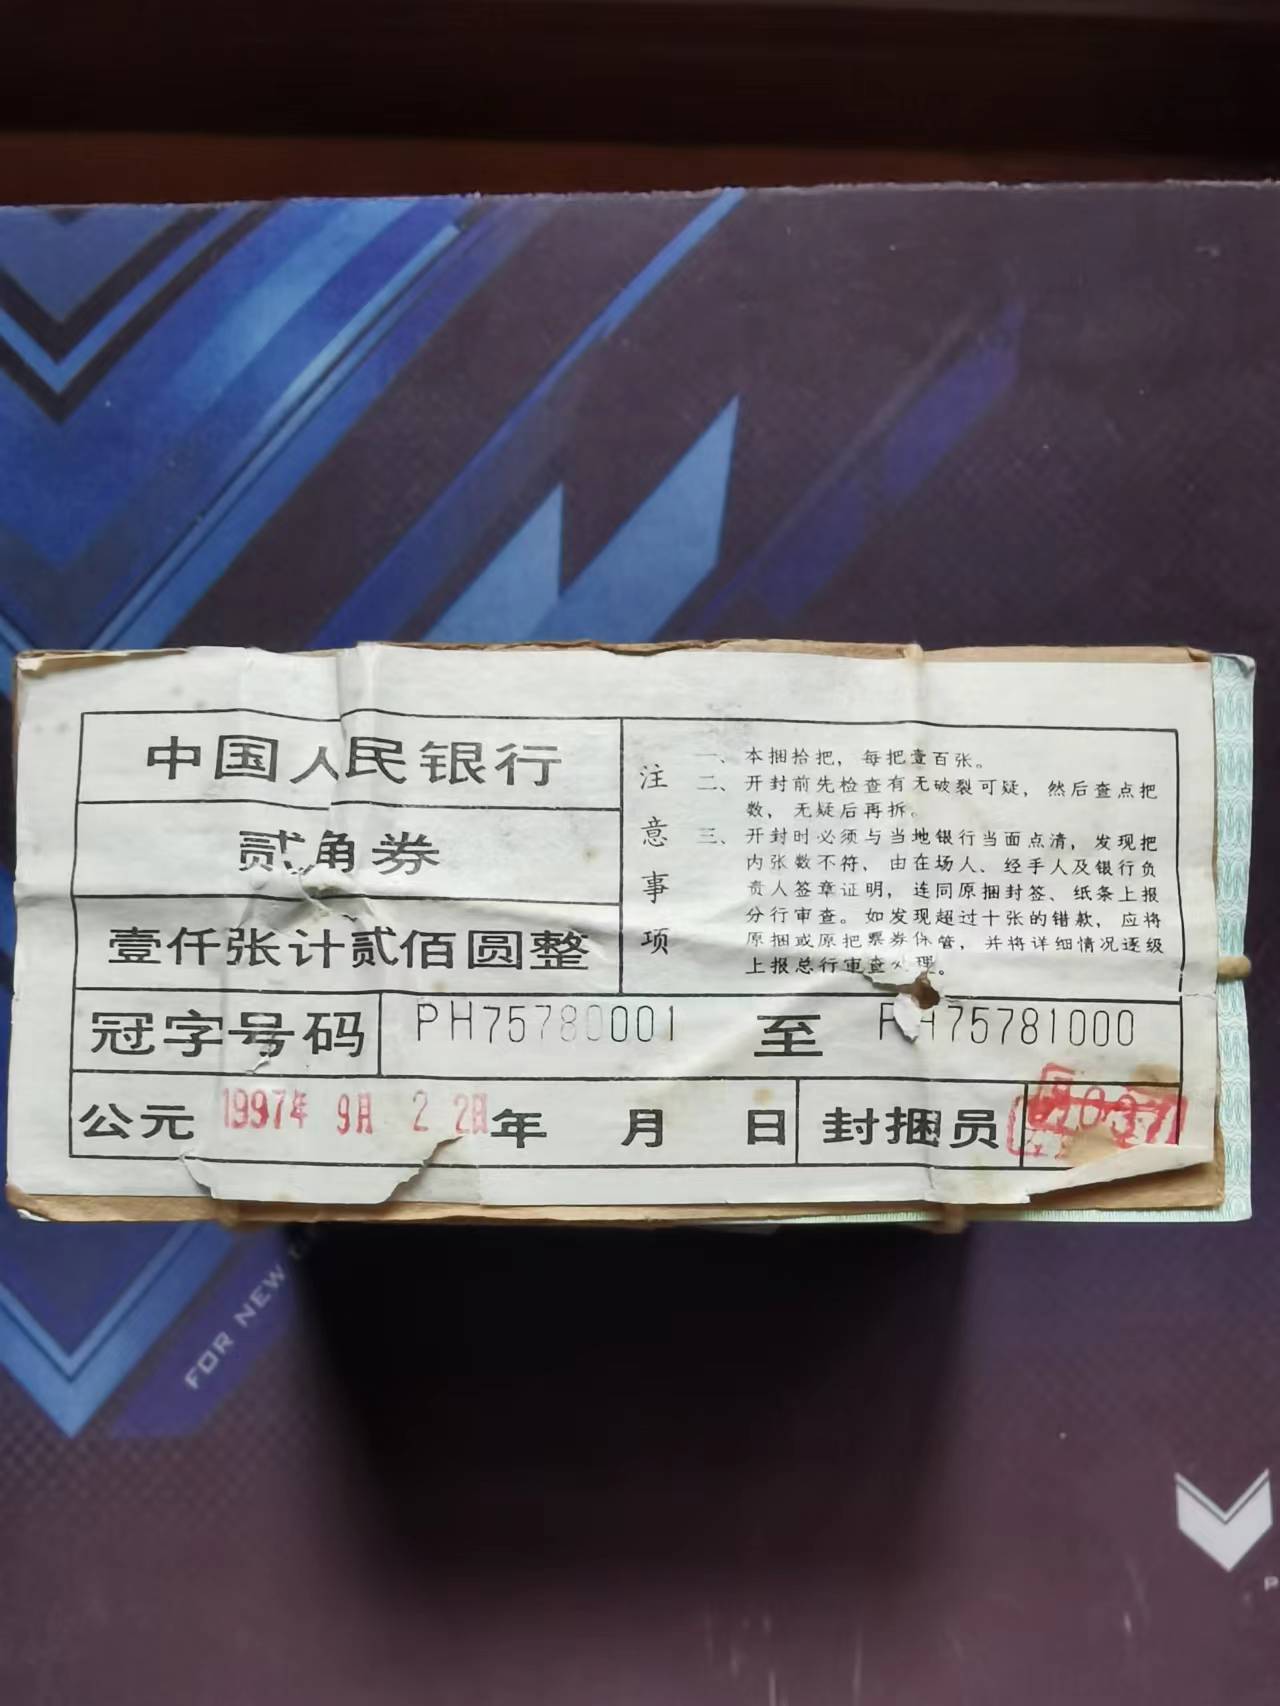 中国人民银行
贰角券
壹仟张计贰佰圆整
注意事项
一、本捆拾把，每把壹百张。
二、开封前先检查有无破裂可疑，然后查点把
数，无疑后再拆。
三、开封时必须与当地银行当面点清，发现把
内张数不符，由在场人、经手人及银行负
责人签章证明，连同原捆封签、纸条上报
分行审查。如发现超过十张的错款，应将
原捆或原把票券保管，并将详细情况逐级
上报总行审查处理。
冠字号码 PH75780001 至 PH75781000
公元 1997年 9月 22日 年 月 日 封捆员
FOR NEW